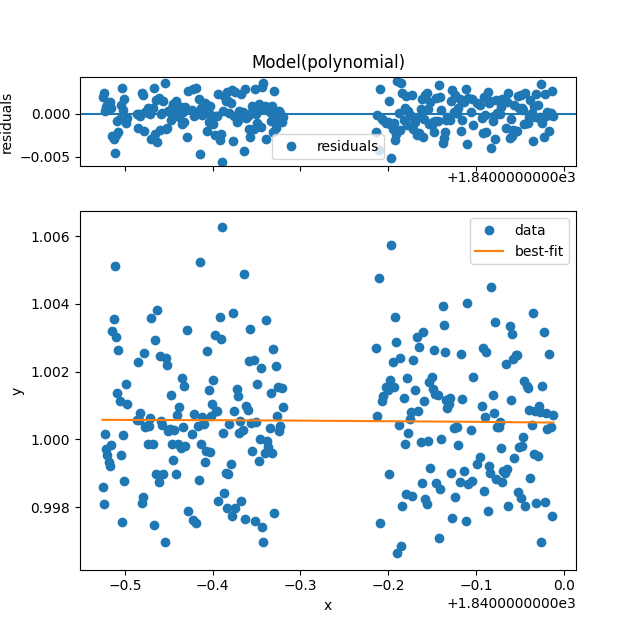 Model(polynomial)
residuals
0.000
−0.005
residuals
+1.8400000000e3
y
1.006
1.004
1.002
1.000
0.998
data
best-fit
−0.5
−0.4
−0.3
−0.2
−0.1
0.0
x
+1.8400000000e3